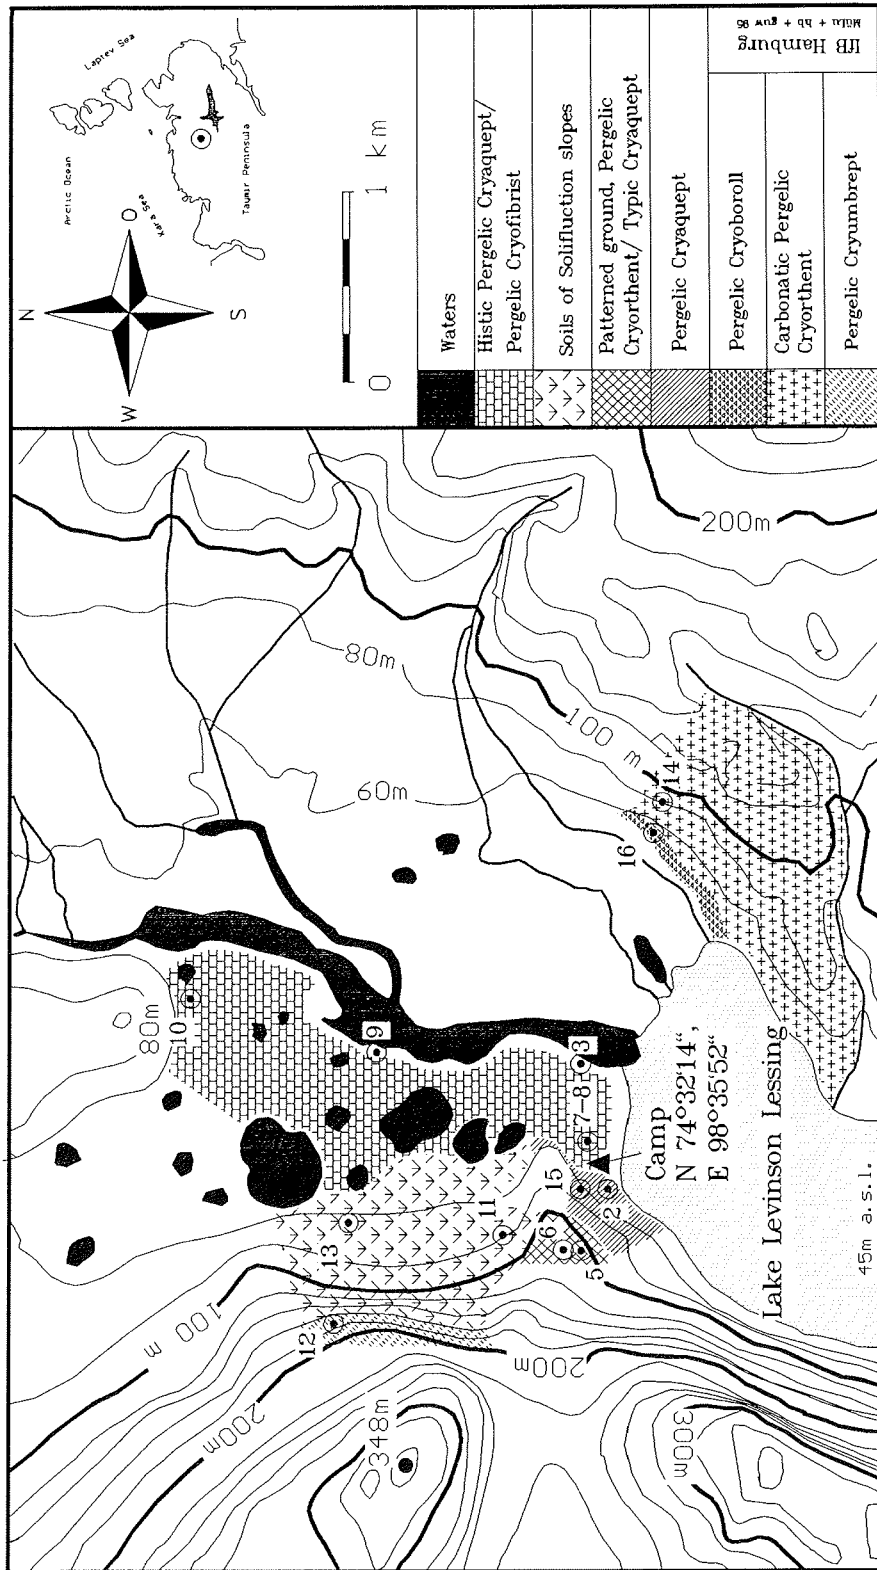 N
W
O
S
Arctic Ocean
Laptev Sea
Kara Sea
Taymir Peninsula
0
1 km
Waters
Histic Pergelic Cryaquept/
Pergelic Cryofibrist
Soils of Solifluction slopes
Patterned ground, Pergelic
Cryorthent/ Typic Cryaquept
Pergelic Cryaquept
Pergelic Cryoboroll
Carbonatic Pergelic
Cryorthent
Pergelic Cryumbrept
IfB Hamburg
Mülu + hb + guw 95
80m
10
9
3
7-8
15
2
6
5
11
13
12
14
16
100 m
200m
348m
200m
300m
80m
60m
100 m
200m
Camp
N 74°32'14“,
E 98°35'52“
Lake Levinson Lessing
45m a.s.l.